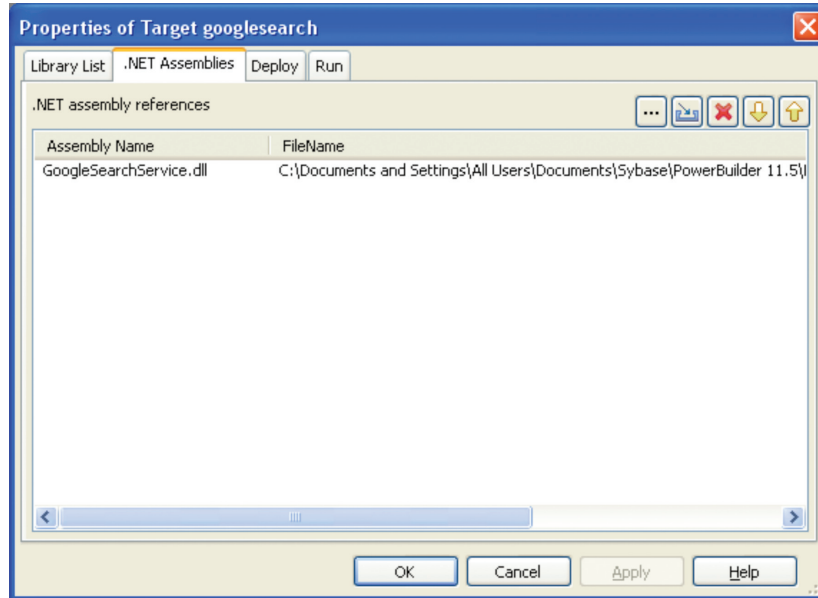 Properties of Target googlesearch
Library List .NET Assemblies Deploy Run
.NET assembly references ...
Assembly Name FileName
GoogleSearchService.dll C:\Documents and Settings\All Users\Documents\Sybase\PowerBuilder 11.5\
OK Cancel Apply Help